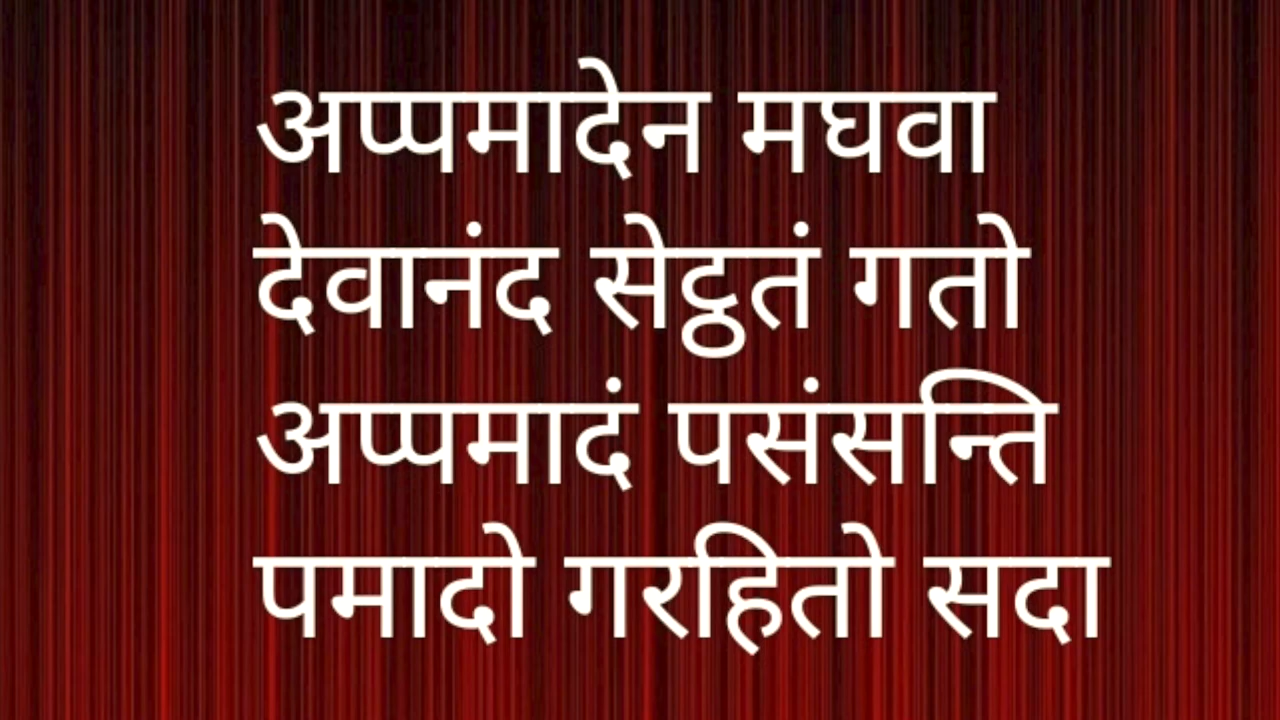 अप्पमादेन मघवा
देवानंद सेट्ठतं गतो
अप्पमादं पसंसन्ति
पमादो गरहितो सदा